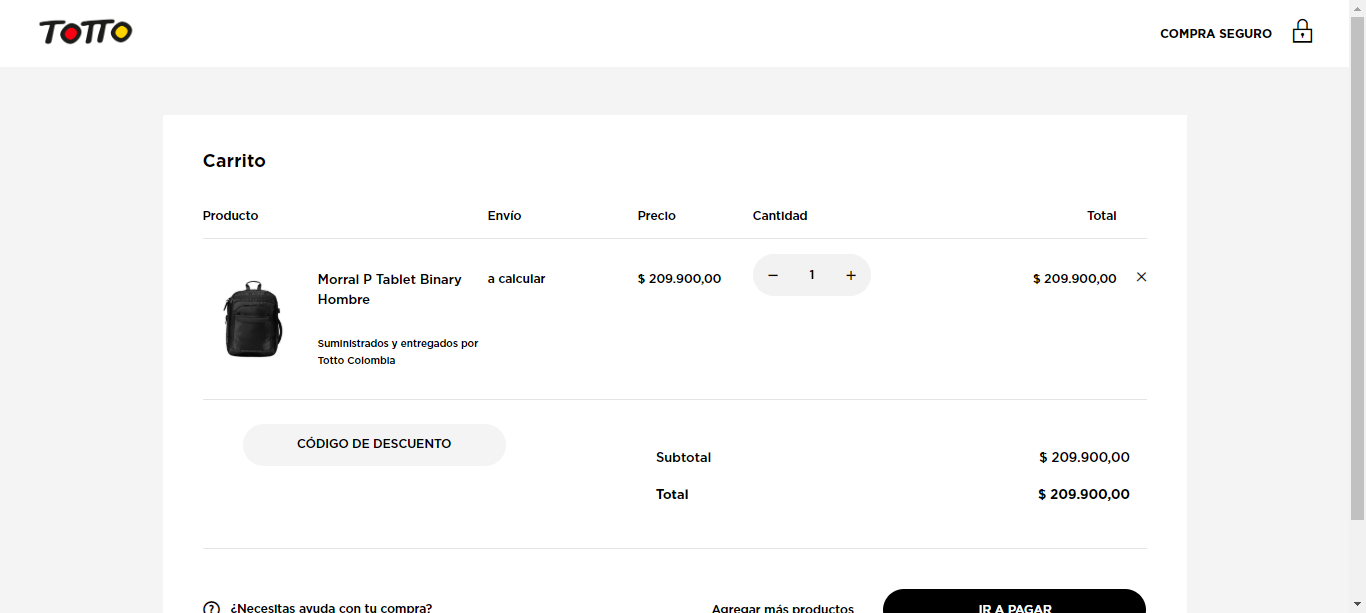 TOTTO
COMPRA SEGURO
Carrito
Producto Envío Precio Cantidad Total
Morral P Tablet Binary a calcular $ 209.900,00 − 1 + $ 209.900,00 ×
Hombre
Suministrados y entregados por
Totto Colombia
CÓDIGO DE DESCUENTO
Subtotal $ 209.900,00
Total $ 209.900,00
? ¿Necesitas ayuda con tu compra? Agregar más productos IR A PAGAR